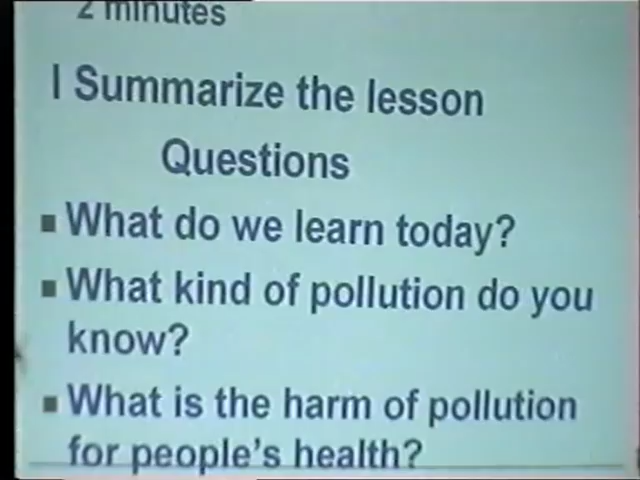 2 minutes
I Summarize the lesson
Questions
What do we learn today?
What kind of pollution do you
know?
What is the harm of pollution
for people's health?